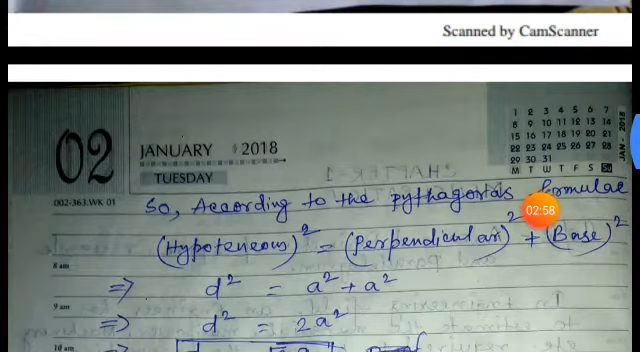 Scanned by CamScanner
02
JANUARY 2018
TUESDAY
002-363.WK 01
1 2 3 4 5 6 7
8 9 10 11 12 13 14
15 16 17 18 19 20 21
22 23 24 25 26 27 28
29 30 31
M T W T F S Su
JAN - 2018
So, According to the pythagorias formulae
02:58
(Hypoteneous)² = (Perpendicular)² + (Base)²
8 am
⇒ d² = a² + a²
9 am
⇒ d² = 2a²
10 am